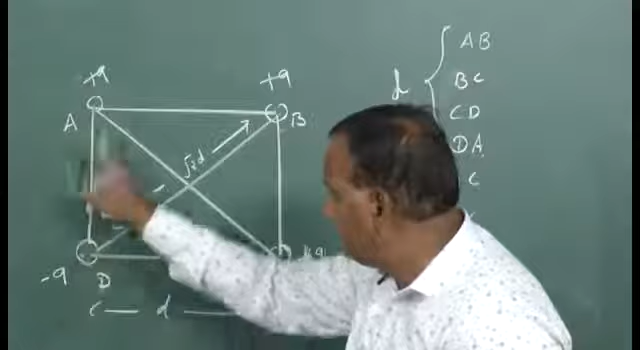 +q +q
A B
√2d
-q D +q
d
d { AB
BC
CD
DA
C